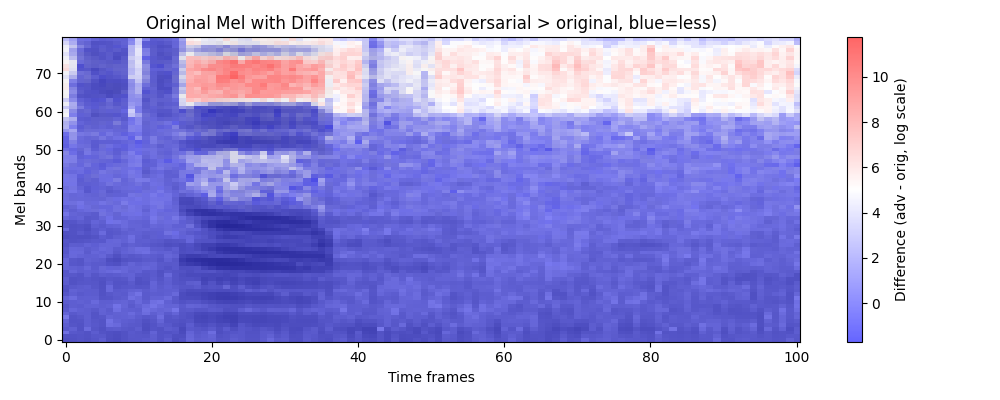 Original Mel with Differences (red=adversarial > original, blue=less)
Mel bands
70
60
50
40
30
20
10
0
0 20 40 60 80 100
Time frames
10
8
6
4
2
0
Difference (adv - orig, log scale)